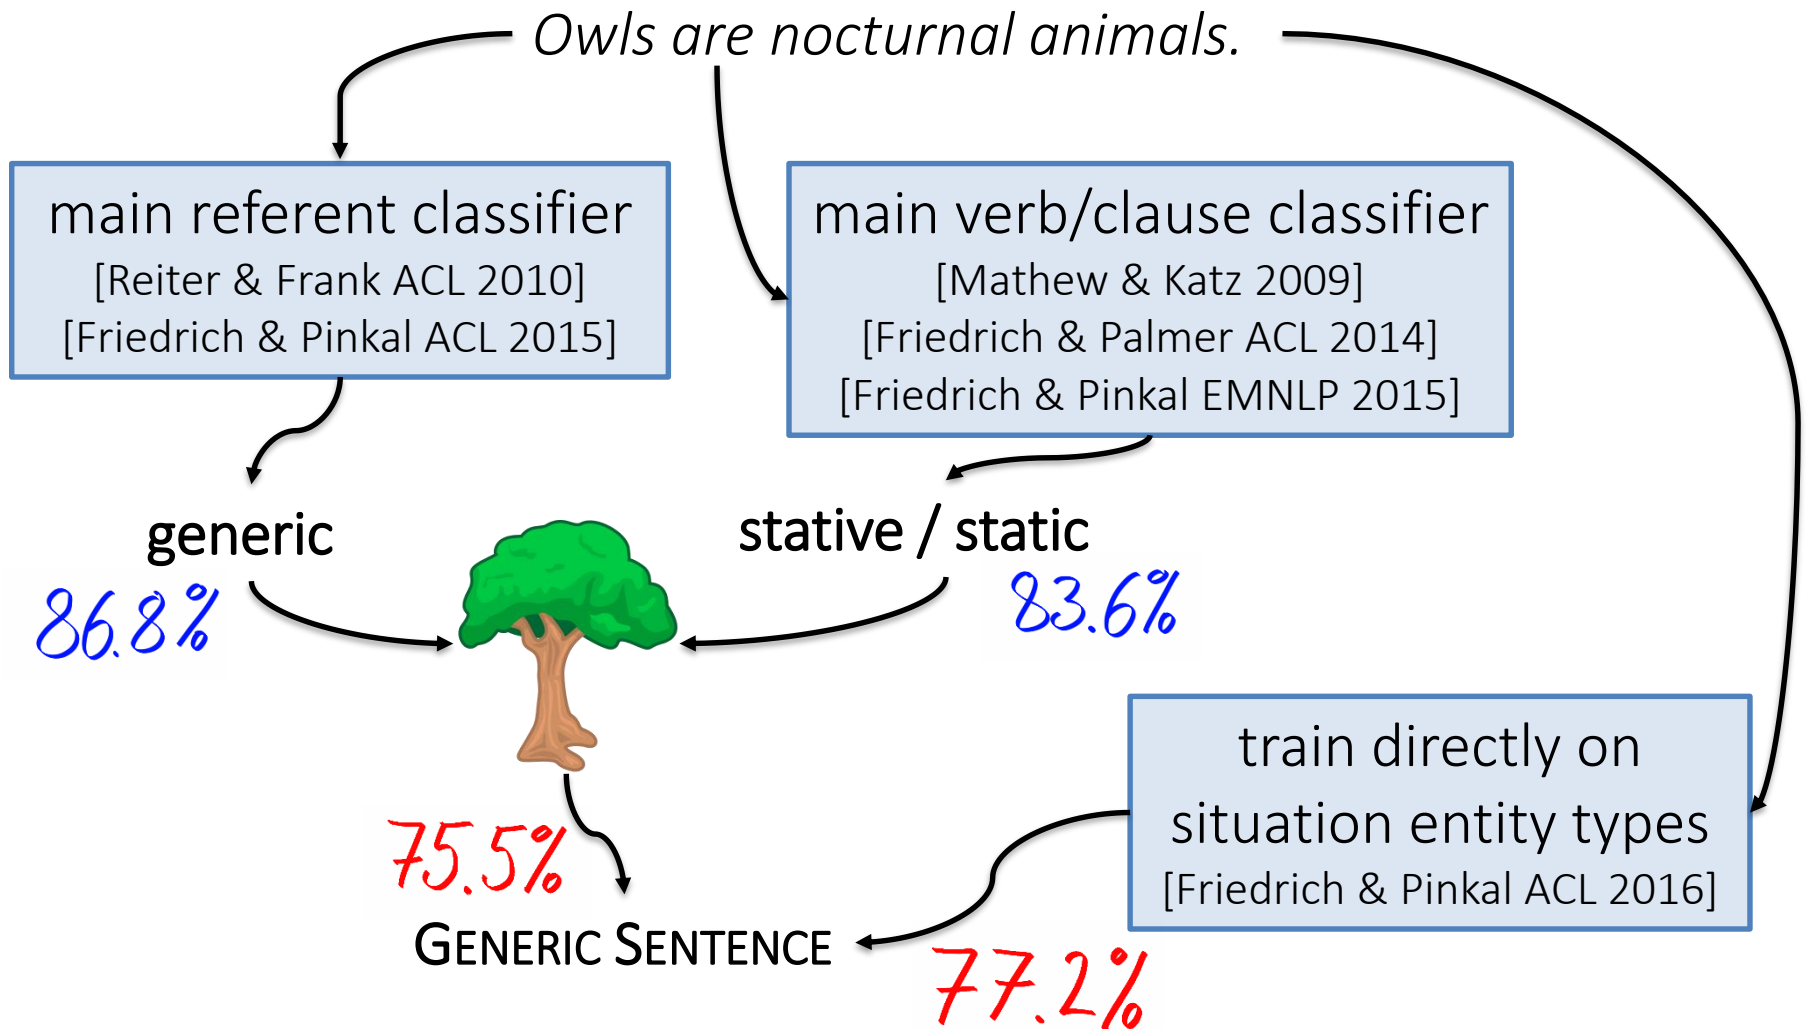 Owls are nocturnal animals.
main referent classifier
[Reiter & Frank ACL 2010]
[Friedrich & Pinkal ACL 2015]
main verb/clause classifier
[Mathew & Katz 2009]
[Friedrich & Palmer ACL 2014]
[Friedrich & Pinkal EMNLP 2015]
generic
86.8%
stative / static
83.6%
train directly on
situation entity types
[Friedrich & Pinkal ACL 2016]
75.5%
GENERIC SENTENCE
77.2%